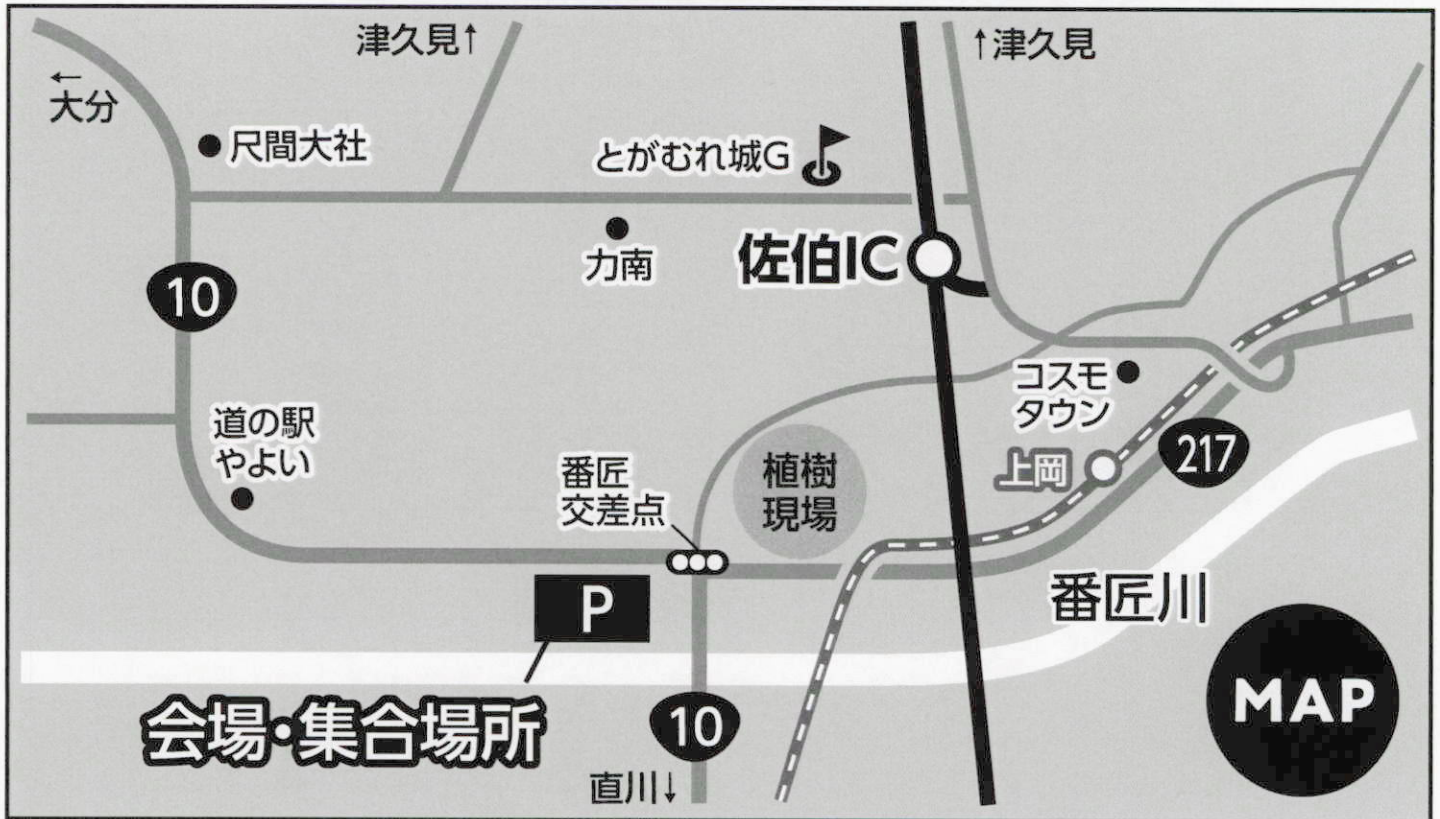 津久見↑
↑津久見
←
大分
尺間大社
とがむれ城G
力南
佐伯IC
10
コスモ
タウン
道の駅
やよい
番匠
交差点
植樹
現場
上岡
217
P
番匠川
会場・集合場所
10
MAP
直川↓